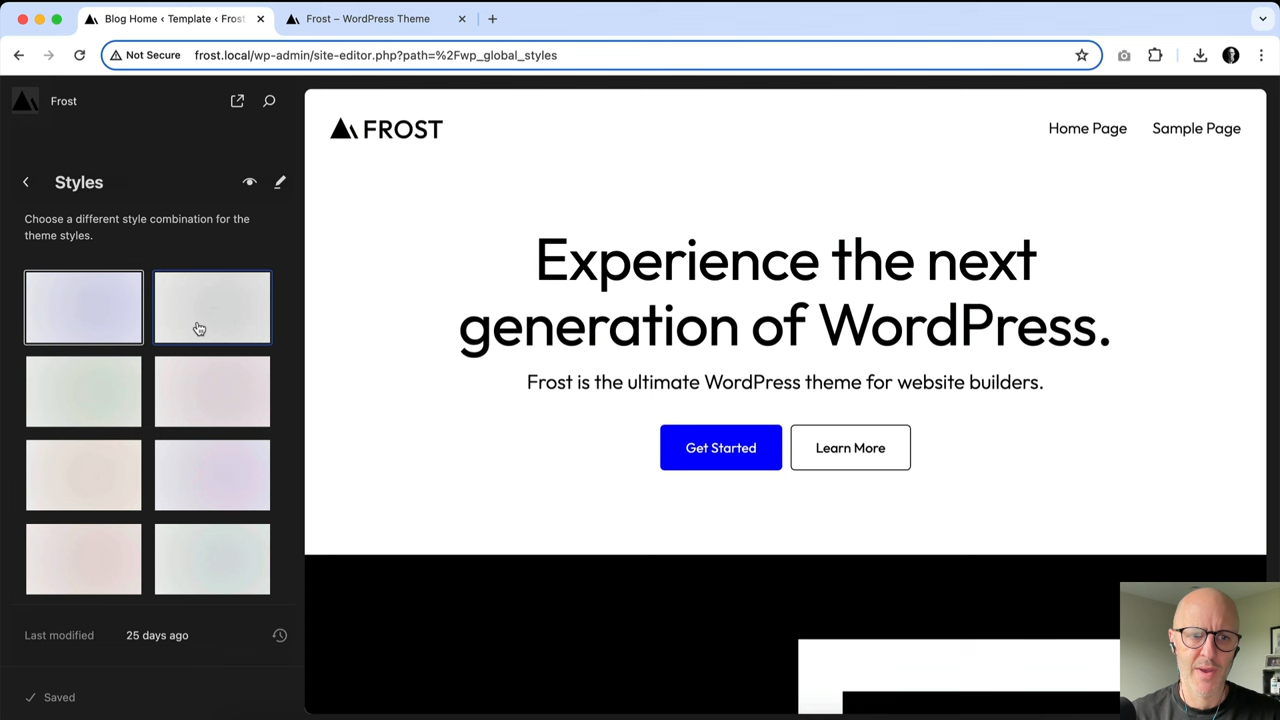 Blog Home ‹ Template ‹ Frost
Frost – WordPress Theme
Not Secure
frost.local/wp-admin/site-editor.php?path=%2Fwp_global_styles
Frost
Styles
Choose a different style combination for the
theme styles.
Last modified
25 days ago
Saved
FROST
Home Page
Sample Page
Experience the next
generation of WordPress.
Frost is the ultimate WordPress theme for website builders.
Get Started
Learn More